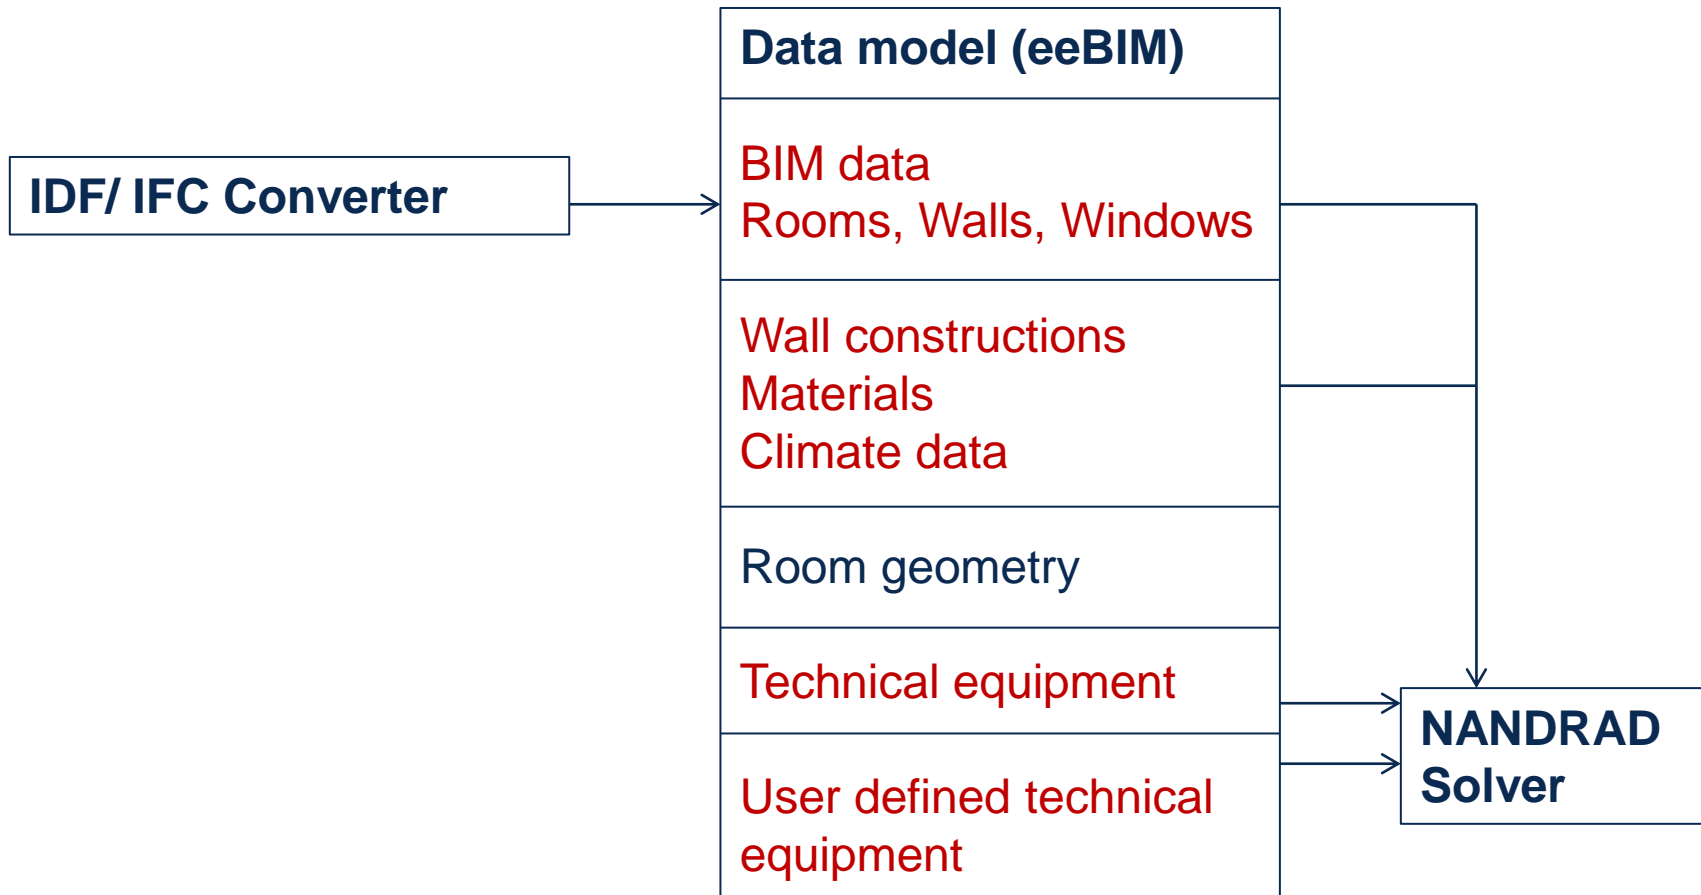 Data model (eeBIM)
IDF/ IFC Converter
BIM data
Rooms, Walls, Windows
Wall constructions
Materials
Climate data
Room geometry
Technical equipment
User defined technical
equipment
NANDRAD
Solver